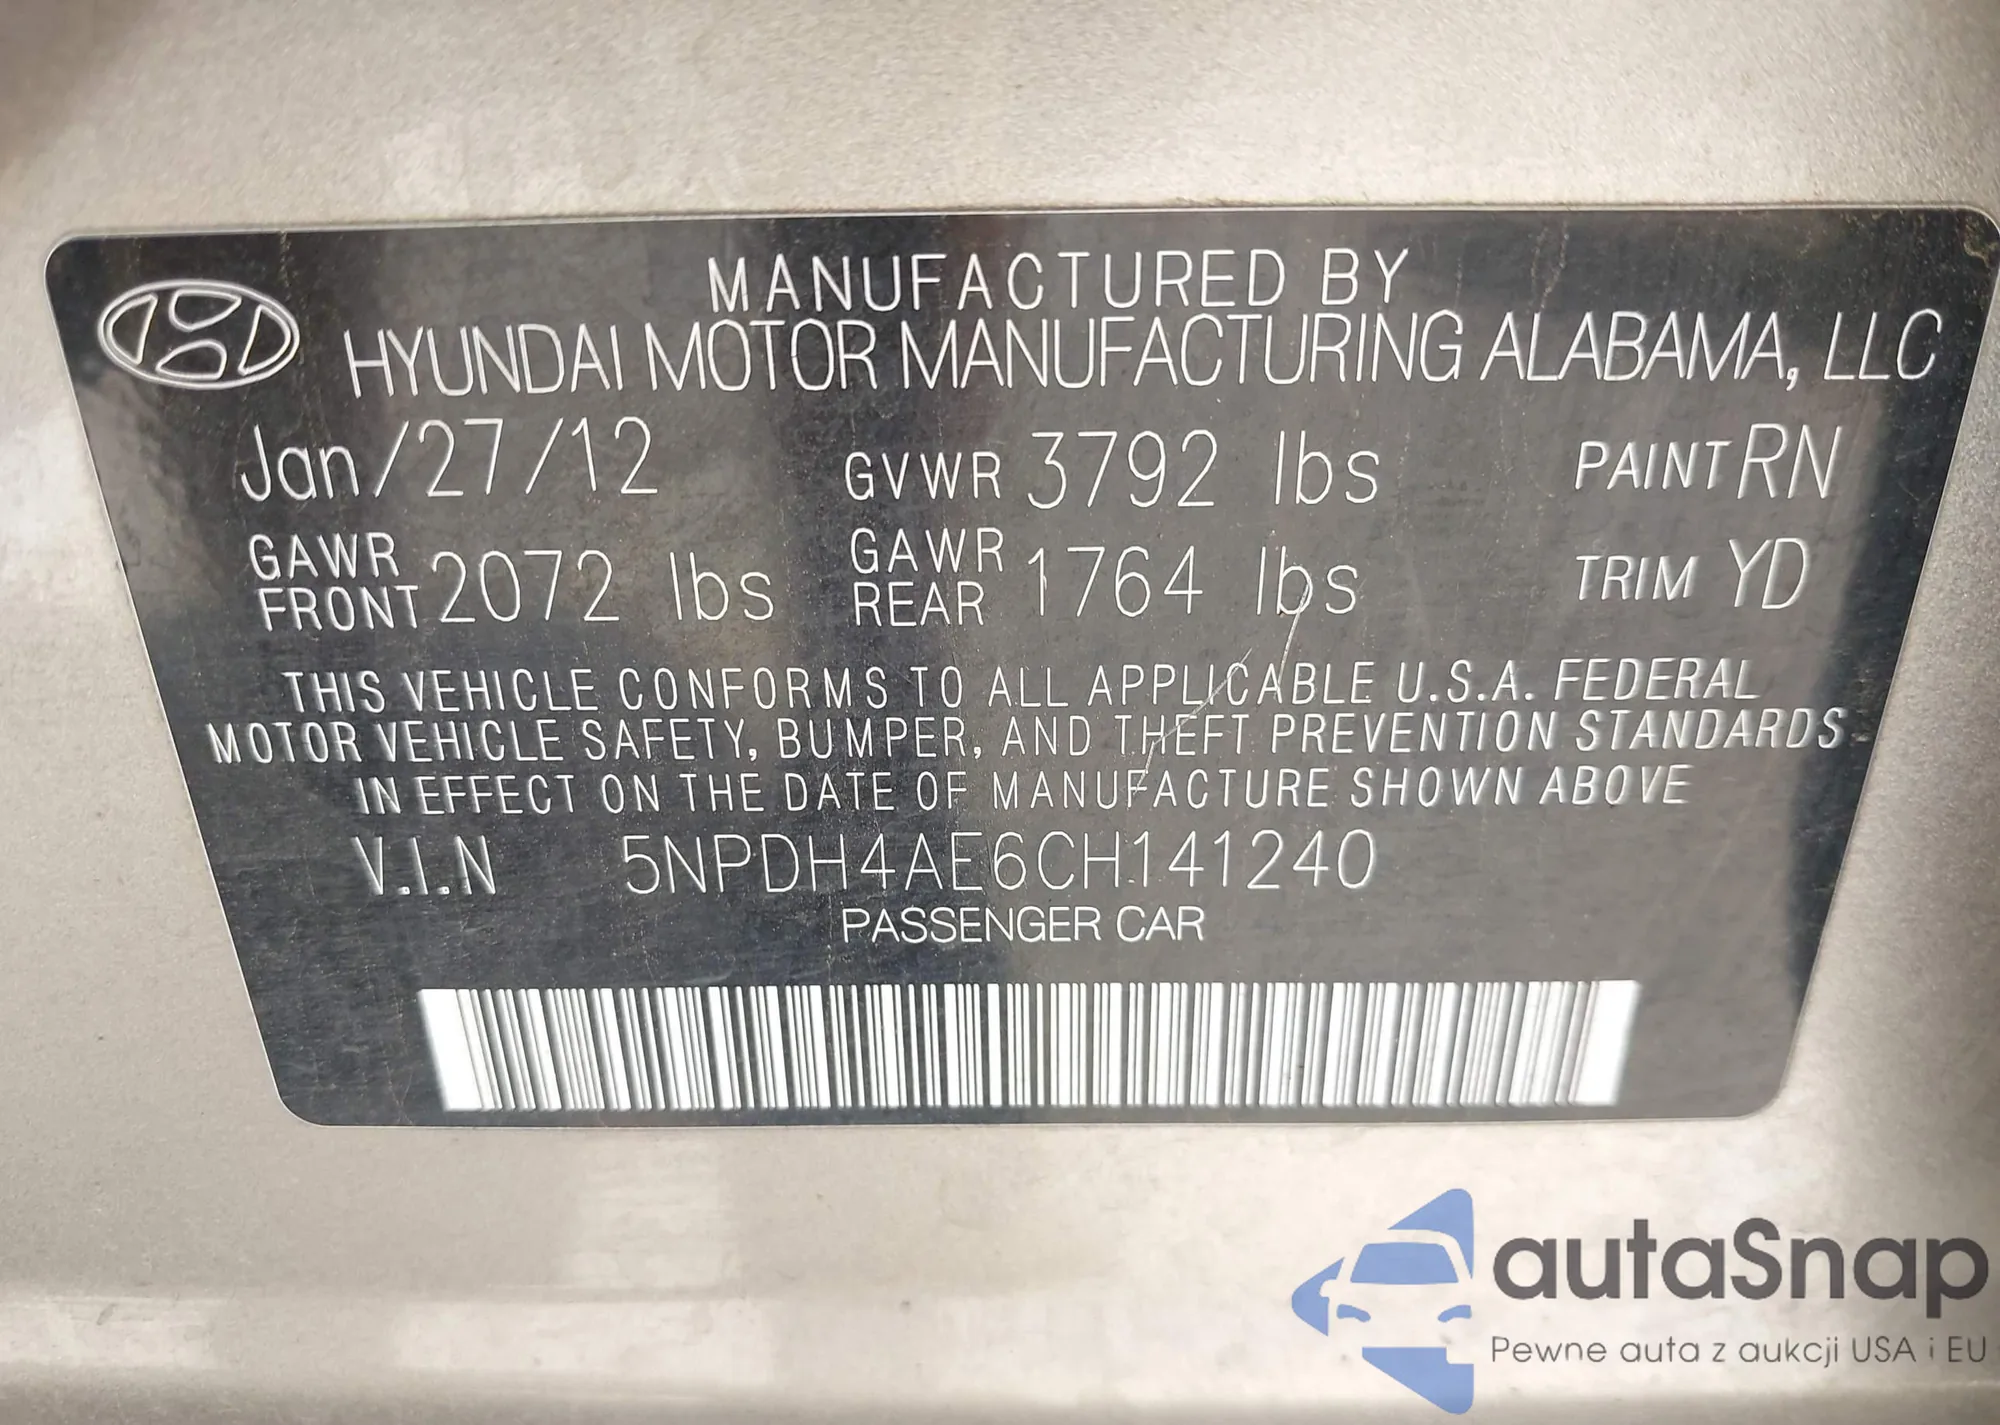 MANUFACTURED BY
HYUNDAI MOTOR MANUFACTURING ALABAMA, LLC
Jan/27/12 GVWR 3792 lbs PAINT RN
GAWR FRONT 2072 lbs GAWR REAR 1764 lbs TRIM YD
THIS VEHICLE CONFORMS TO ALL APPLICABLE U.S.A. FEDERAL
MOTOR VEHICLE SAFETY, BUMPER, AND THEFT PREVENTION STANDARDS
IN EFFECT ON THE DATE OF MANUFACTURE SHOWN ABOVE
V.I.N 5NPDH4AE6CH141240
PASSENGER CAR
autaSnap
Pewne auta z aukcji USA i EU